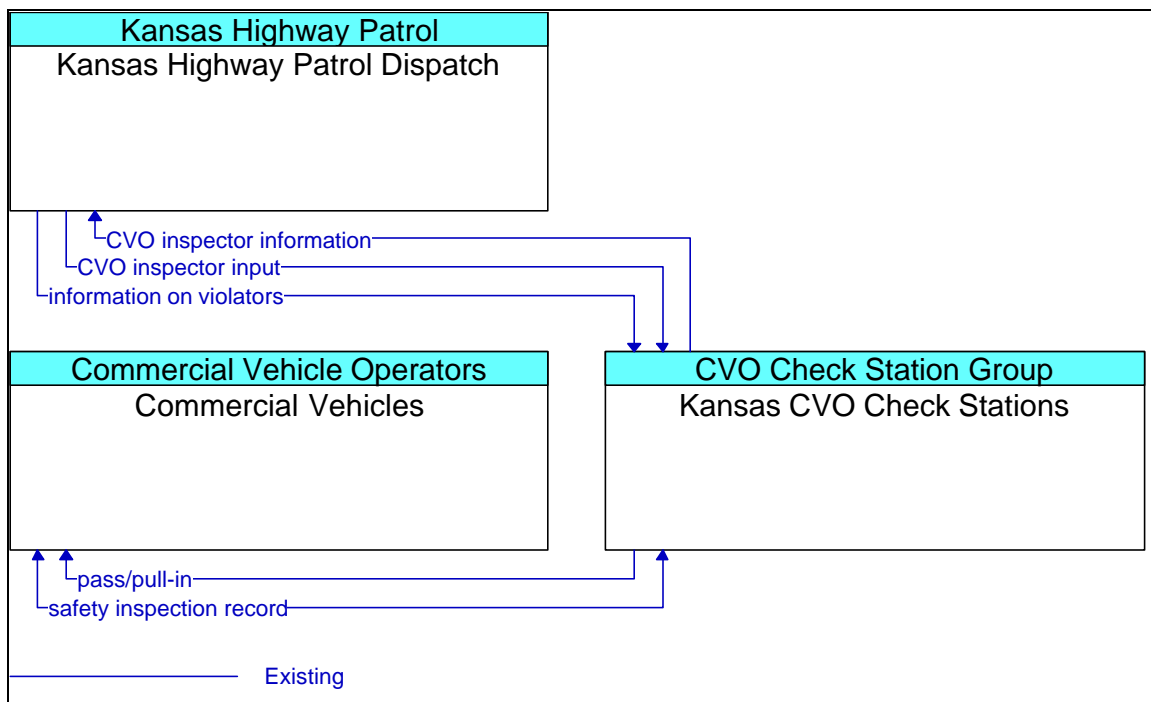 Kansas Highway Patrol
Kansas Highway Patrol Dispatch
CVO inspector information
CVO inspector input
information on violators
Commercial Vehicle Operators
Commercial Vehicles
CVO Check Station Group
Kansas CVO Check Stations
pass/pull-in
safety inspection record
Existing